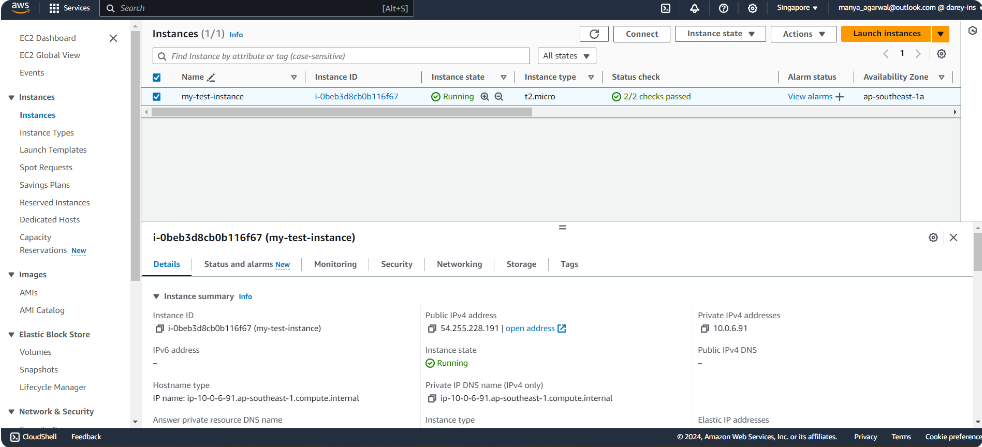 aws Services Search [Alt+S] Singapore manya_agarwal@outlook.com @ darey-ins
EC2 Dashboard
EC2 Global View
Events
Instances
Instances
Instance Types
Launch Templates
Spot Requests
Savings Plans
Reserved Instances
Dedicated Hosts
Capacity
Reservations New
Images
AMIs
AMI Catalog
Elastic Block Store
Volumes
Snapshots
Lifecycle Manager
Network & Security
Instances (1/1) Info
Connect Instance state Actions Launch instances
Find Instance by attribute or tag (case-sensitive) All states 1
Name Instance ID Instance state Instance type Status check Alarm status Availability Zone
my-test-instance i-0beb3d8cb0b116f67 Running t2.micro 2/2 checks passed View alarms + ap-southeast-1a
i-0beb3d8cb0b116f67 (my-test-instance)
Details Status and alarms New Monitoring Security Networking Storage Tags
Instance summary Info
Instance ID Public IPv4 address Private IPv4 addresses
i-0beb3d8cb0b116f67 (my-test-instance) 54.255.228.191 | open address 10.0.6.91
IPv6 address Instance state Public IPv4 DNS
– Running –
Hostname type Private IP DNS name (IPv4 only)
IP name: ip-10-0-6-91.ap-southeast-1.compute.internal ip-10-0-6-91.ap-southeast-1.compute.internal
Answer private resource DNS name Instance type Elastic IP addresses
CloudShell Feedback © 2024, Amazon Web Services, Inc. or its affiliates. Privacy Terms Cookie preference